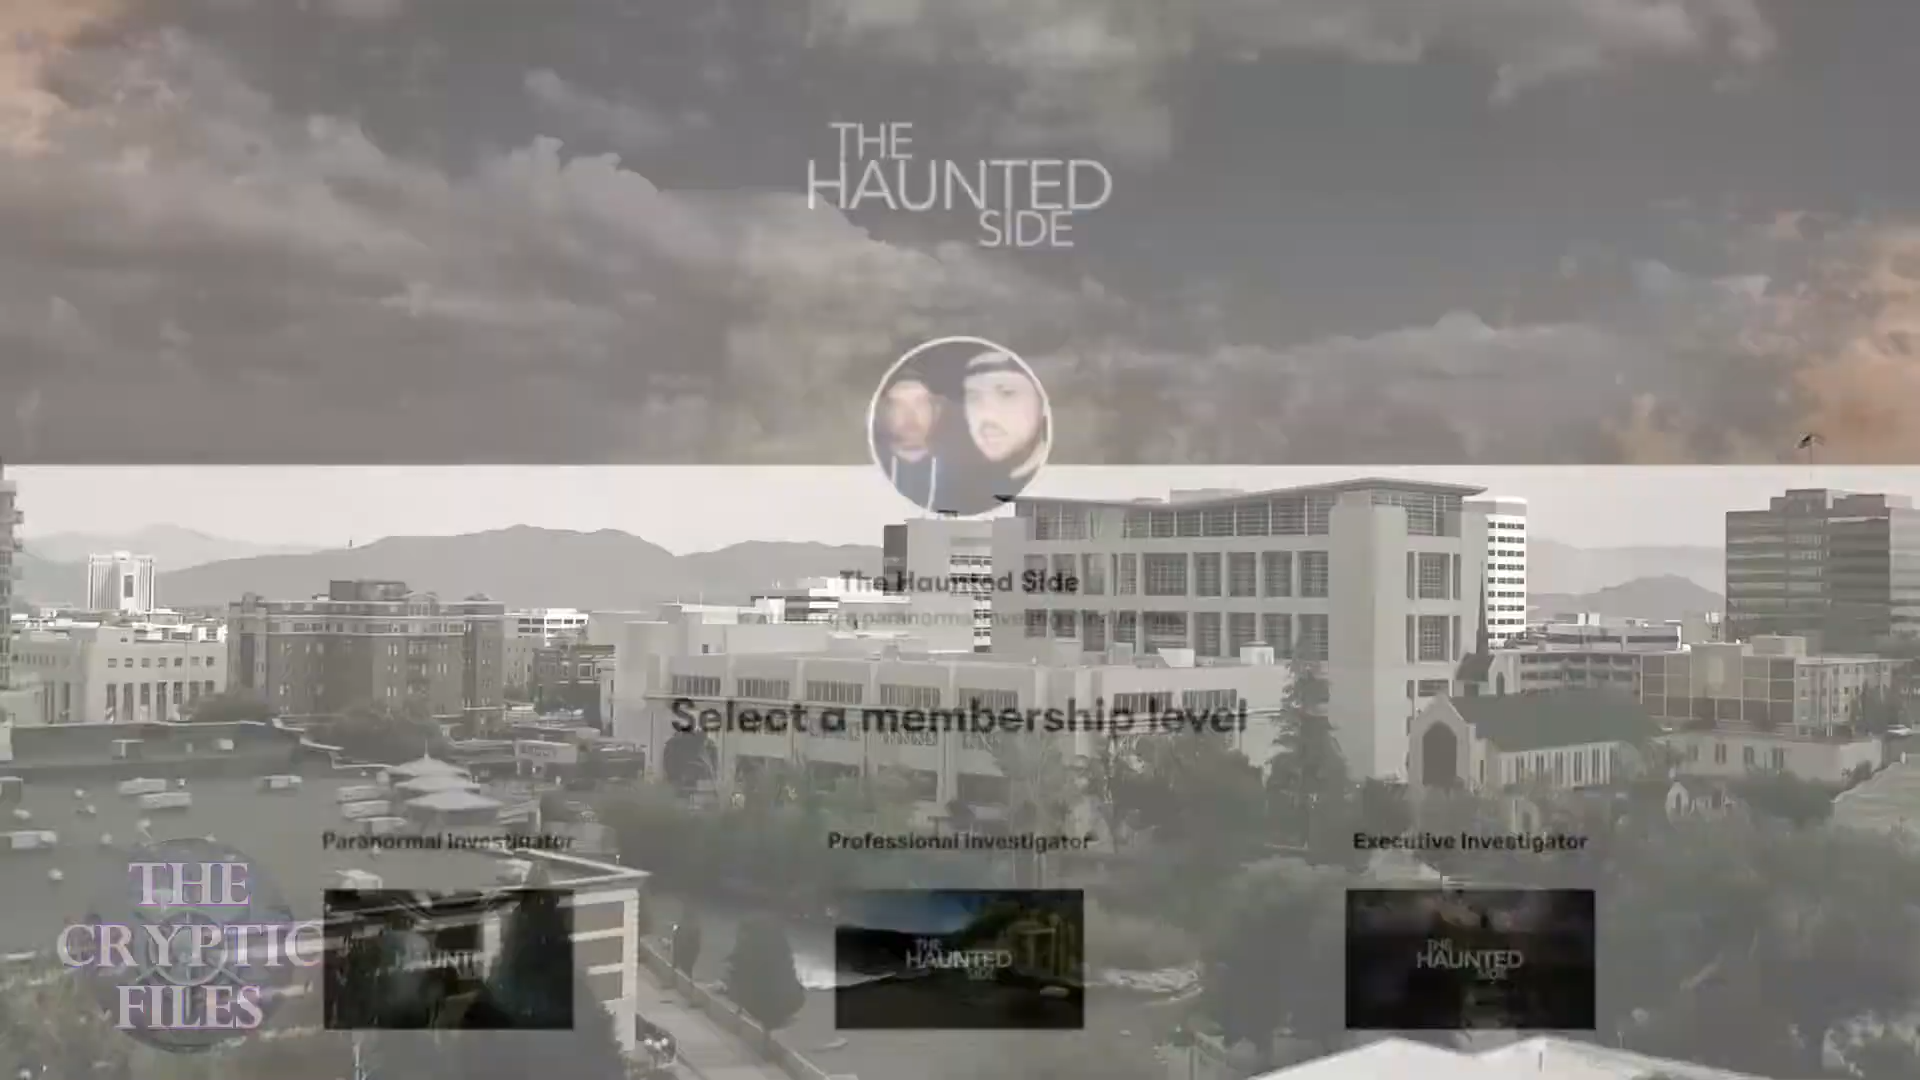 THE
HAUNTED
SIDE
The Haunted Side
Select a membership level
Paranormal Investigator
Professional Investigator
Executive Investigator
THE
HAUNTED
SIDE
THE
HAUNTED
SIDE
THE
CRYPTIC
FILES